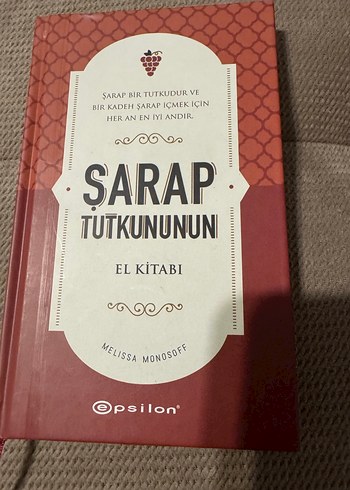 ŞARAP BİR TUTKUDUR VE
BİR KADEH ŞARAP İÇMEK İÇİN
HER AN EN İYİ ANDIR.
ŞARAP
TUTKUNUNUN
EL KİTABI
MELISSA MONOSOFF
epsilon®